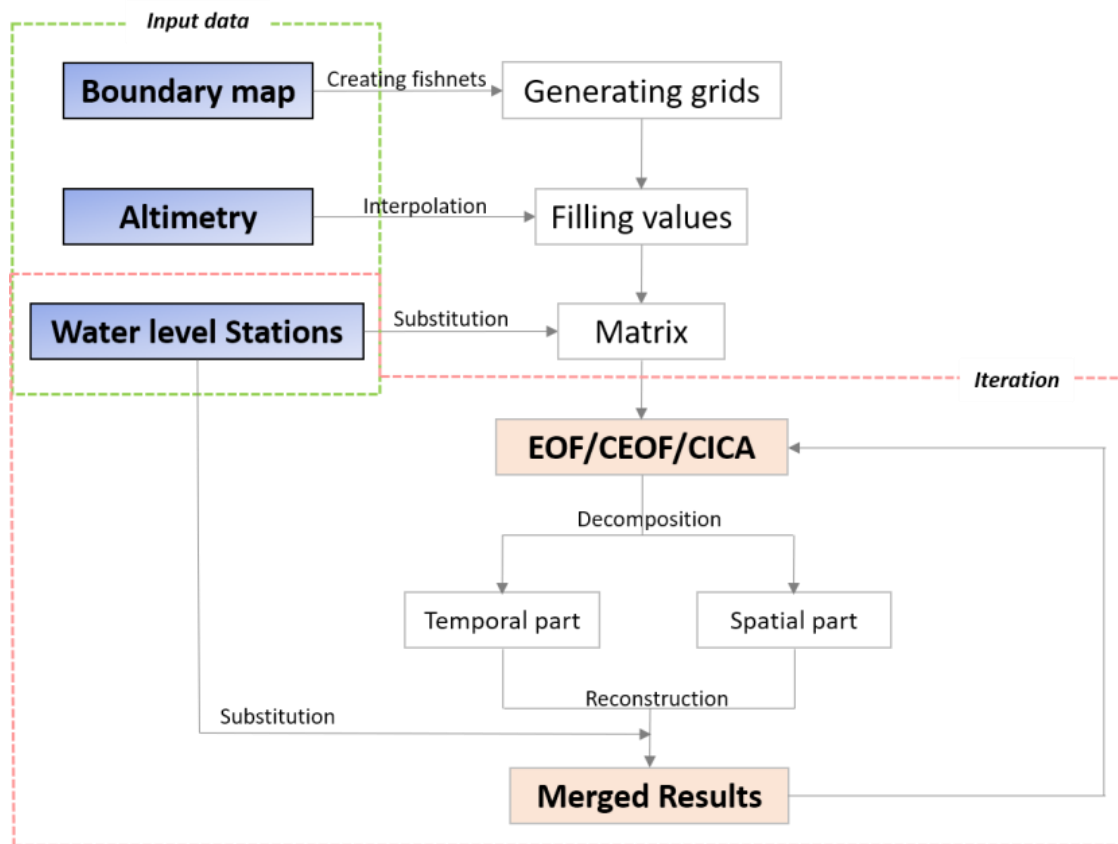 Input data
Boundary map
Creating fishnets
Generating grids
Altimetry
Interpolation
Filling values
Water level Stations
Substitution
Matrix
Iteration
EOF/CEOF/CICA
Decomposition
Temporal part
Spatial part
Reconstruction
Substitution
Merged Results